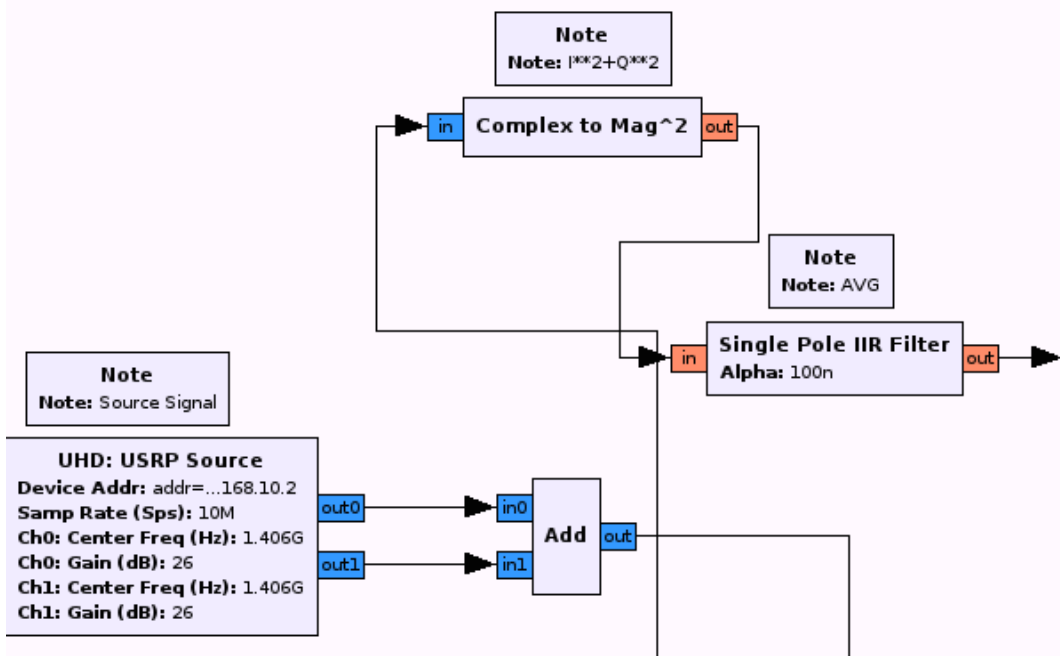 Note
Note: I**2+Q**2
in
Complex to Mag^2
out
Note
Note: AVG
in
Single Pole IIR Filter
Alpha: 100n
out
Note
Note: Source Signal
UHD: USRP Source
Device Addr: addr=...168.10.2
Samp Rate (Sps): 10M
Ch0: Center Freq (Hz): 1.406G
Ch0: Gain (dB): 26
Ch1: Center Freq (Hz): 1.406G
Ch1: Gain (dB): 26
out0
out1
in0
in1
Add
out